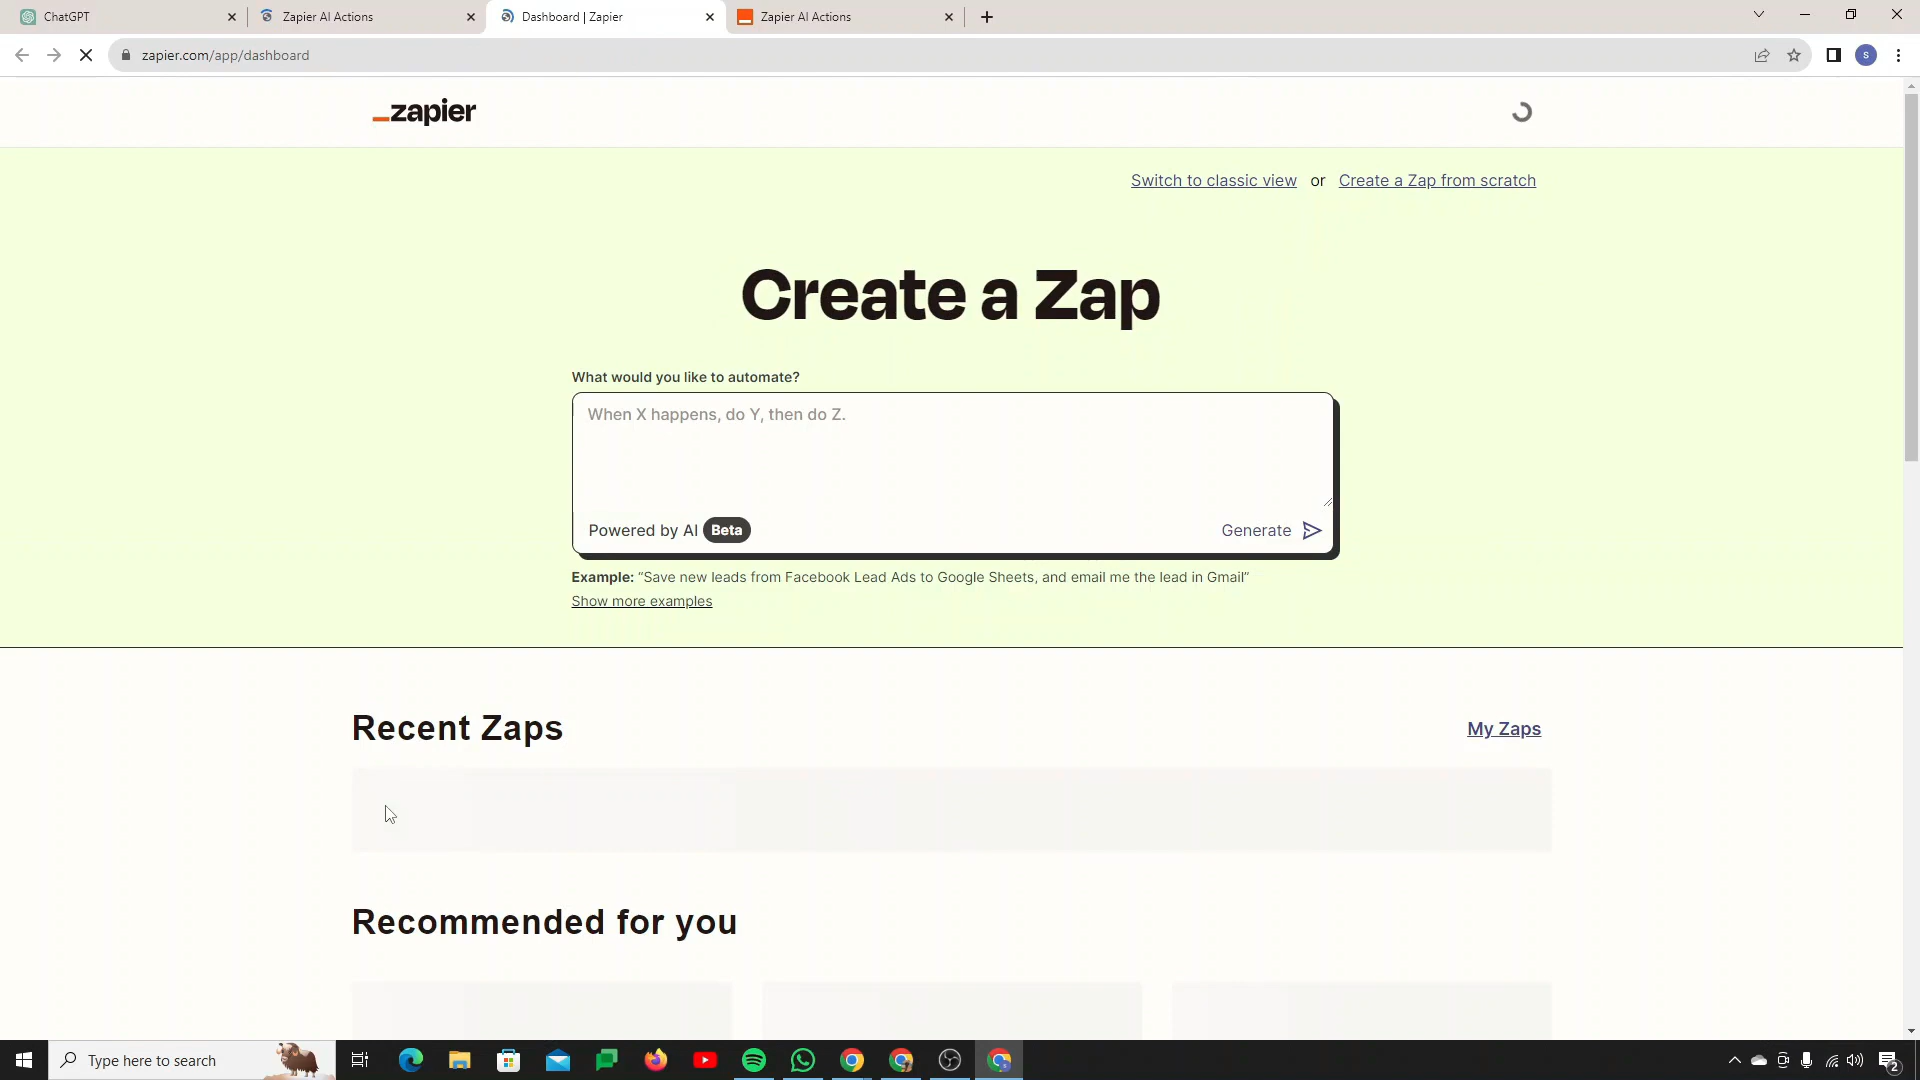 ChatGPT
Zapier AI Actions
Dashboard | Zapier
Zapier AI Actions
zapier.com/app/dashboard
S
zapier
Switch to classic view or Create a Zap from scratch
Create a Zap
What would you like to automate?
When X happens, do Y, then do Z.
Powered by AI Beta
Generate
Example: “Save new leads from Facebook Lead Ads to Google Sheets, and email me the lead in Gmail”
Show more examples
Recent Zaps
My Zaps
Recommended for you
Type here to search
2